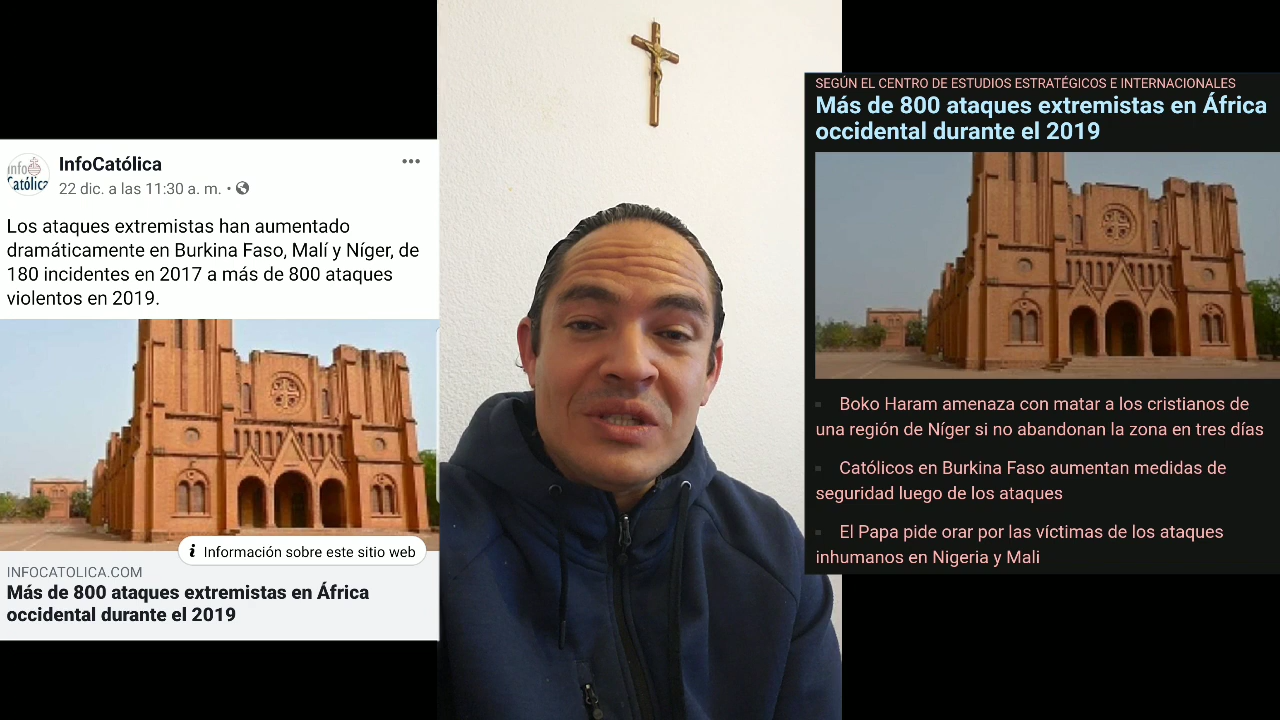 InfoCatólica
22 dic. a las 11:30 a. m.
Los ataques extremistas han aumentado
dramáticamente en Burkina Faso, Malí y Níger, de
180 incidentes en 2017 a más de 800 ataques
violentos en 2019.
info
Católica
Información sobre este sitio web
INFOCATOLICA.COM
Más de 800 ataques extremistas en África
occidental durante el 2019
SEGÚN EL CENTRO DE ESTUDIOS ESTRATÉGICOS E INTERNACIONALES
Más de 800 ataques extremistas en África
occidental durante el 2019
Boko Haram amenaza con matar a los cristianos de
una región de Níger si no abandonan la zona en tres días
Católicos en Burkina Faso aumentan medidas de
seguridad luego de los ataques
El Papa pide orar por las víctimas de los ataques
inhumanos en Nigeria y Mali